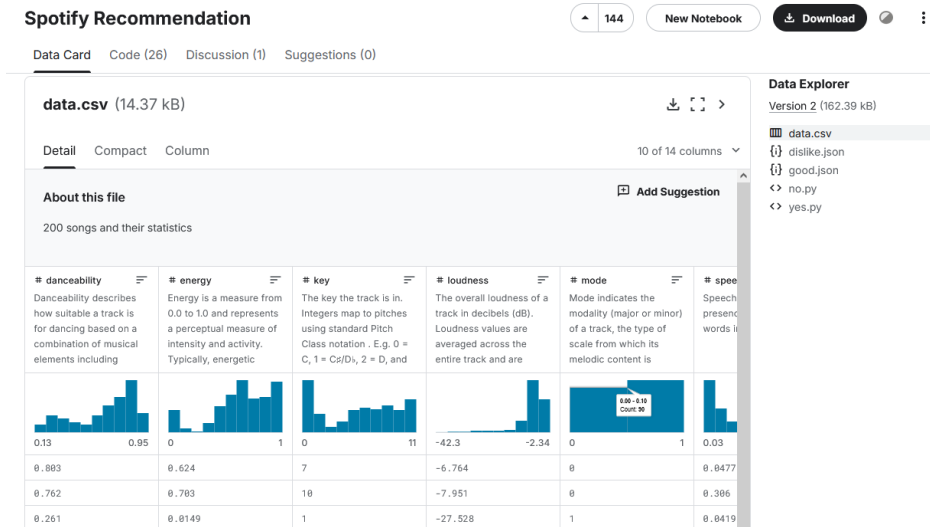 Spotify Recommendation
144
New Notebook
Download
Data Card
Code (26)
Discussion (1)
Suggestions (0)
data.csv (14.37 kB)
Detail
Compact
Column
10 of 14 columns
About this file
Add Suggestion
200 songs and their statistics
# danceability
Danceability describes
how suitable a track is
for dancing based on a
combination of musical
elements including
0.13 0.95
0.803
0.762
0.261
# energy
Energy is a measure from
0.0 to 1.0 and represents
a perceptual measure of
intensity and activity.
Typically, energetic
0 1
0.624
0.703
0.0149
# key
The key the track is in.
Integers map to pitches
using standard Pitch
Class notation . E.g. 0 =
C, 1 = C♯/D♭, 2 = D, and
0 11
7
10
1
# loudness
The overall loudness of a
track in decibels (dB).
Loudness values are
averaged across the
entire track and are
-42.3 -2.34
-6.764
-7.951
-27.528
# mode
Mode indicates the
modality (major or minor)
of a track, the type of
scale from which its
melodic content is
0.00 - 0.10
Count: 90
0 1
0
0
1
# spee
Speech
presenc
words i
0.03
0.0477
0.306
0.0419
Data Explorer
Version 2 (162.39 kB)
data.csv
{i} dislike.json
{i} good.json
<> no.py
<> yes.py